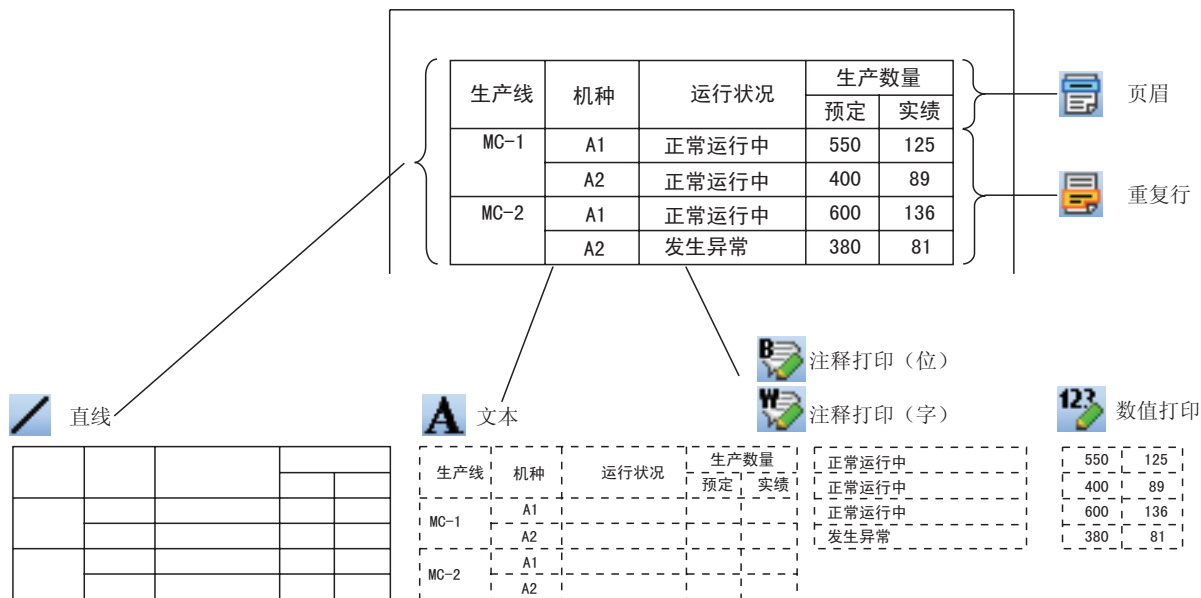 生产线 机种 运行状况 生产数量
预定 实绩
MC-1 A1 正常运行中 550 125
A2 正常运行中 400 89
MC-2 A1 正常运行中 600 136
A2 发生异常 380 81
页眉
重复行
直线
A 文本
B 注释打印（位）
W 注释打印（字）
123 数值打印
生产线 机种 运行状况 生产数量
预定 实绩
MC-1 A1
A2
MC-2 A1
A2
正常运行中
正常运行中
正常运行中
发生异常
550 125
400 89
600 136
380 81